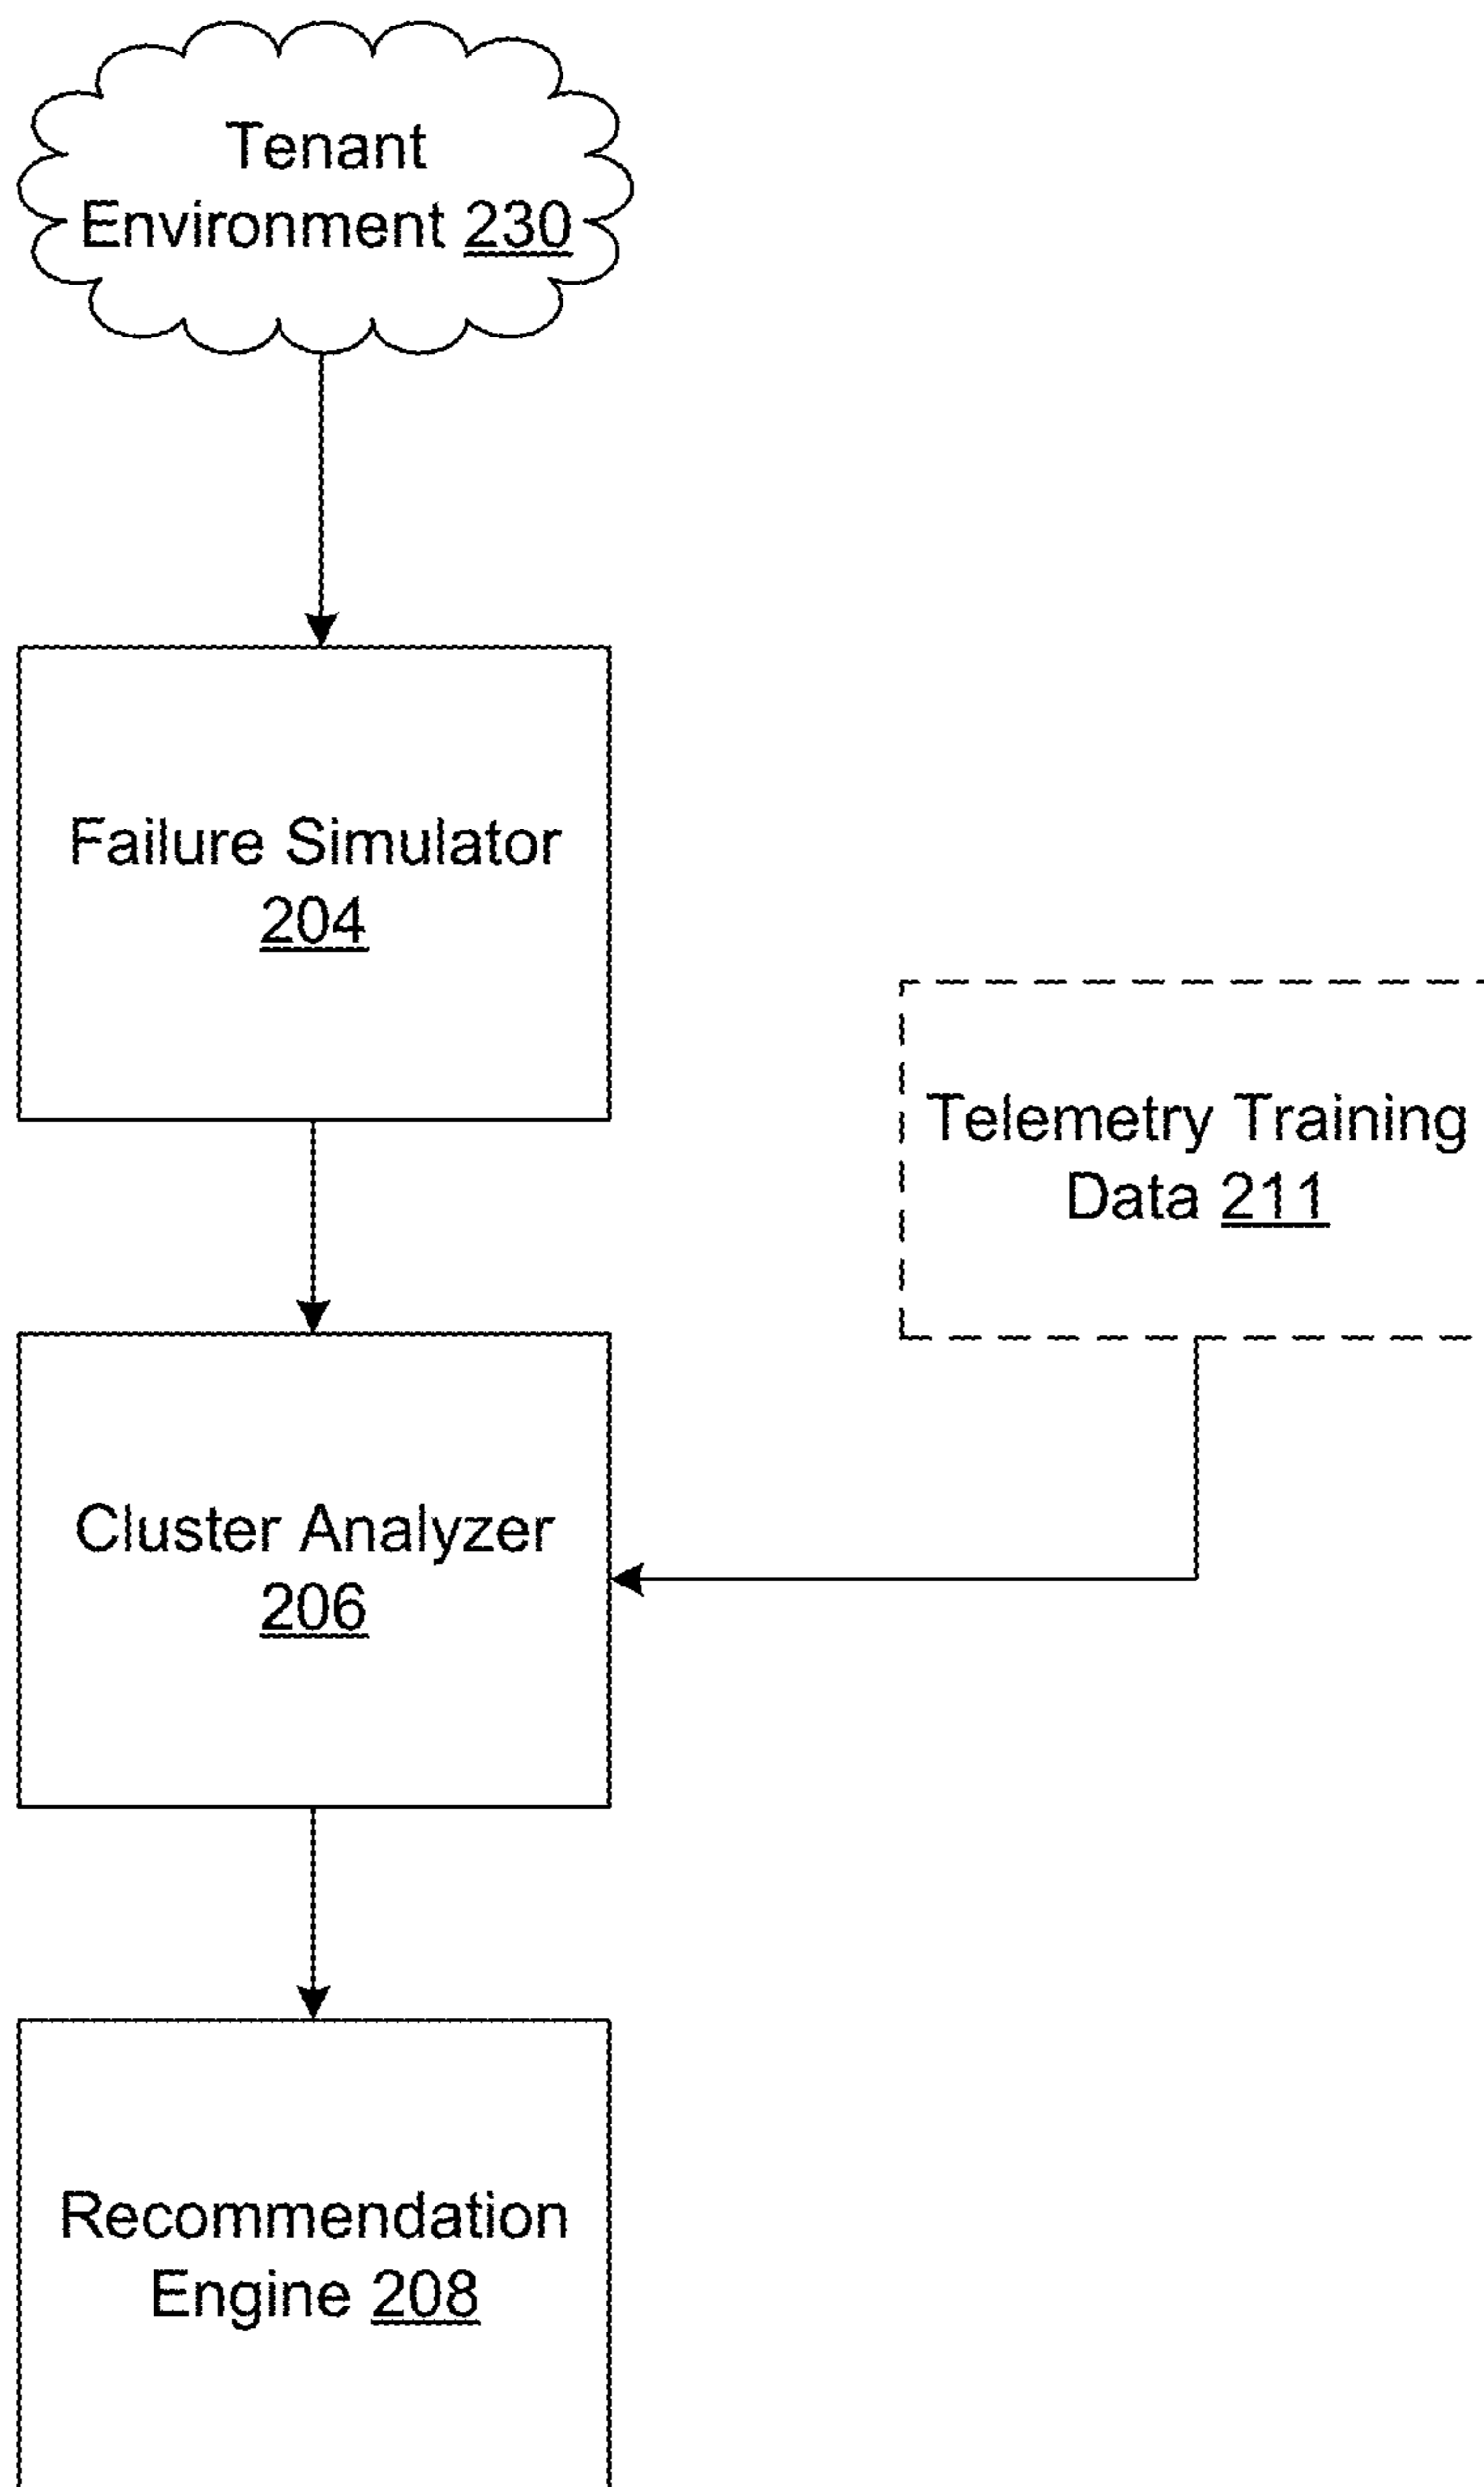 Tenant
Environment 230
Failure Simulator
204
Telemetry Training
Data 211
Cluster Analyzer
206
Recommendation
Engine 208